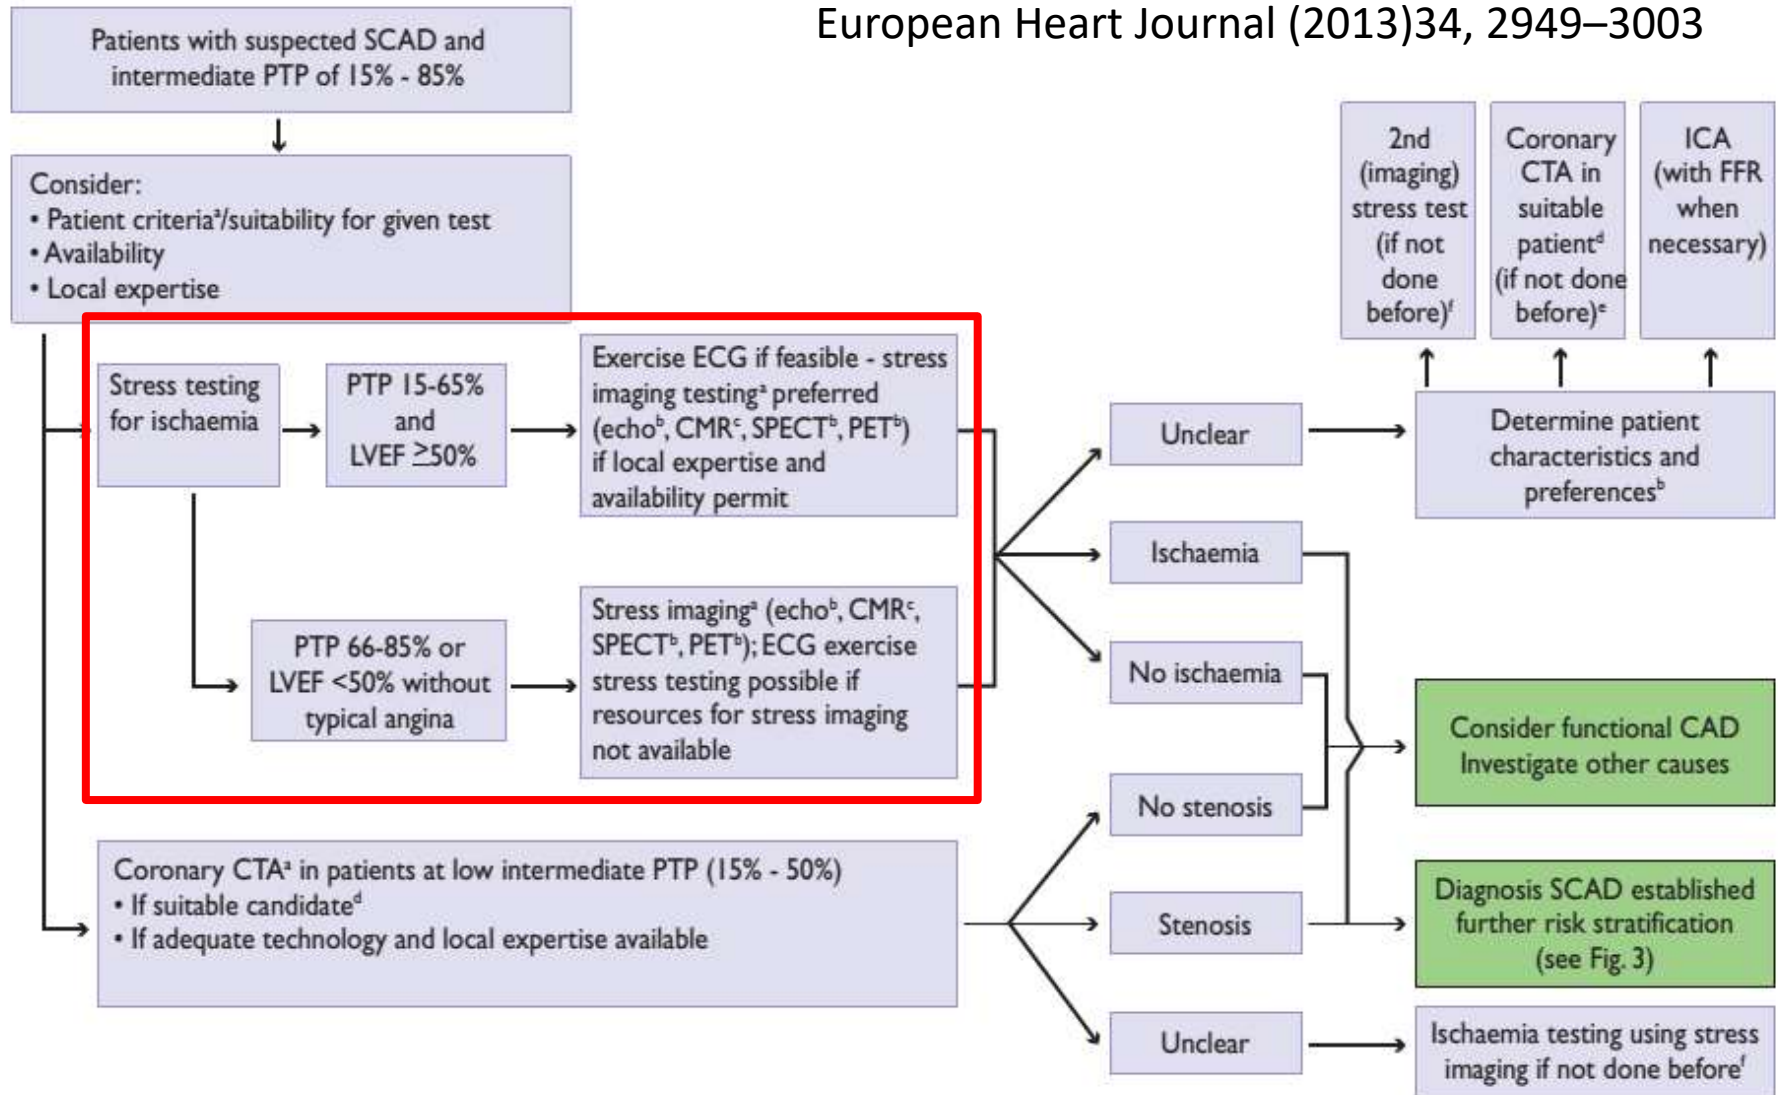 European Heart Journal (2013)34, 2949–3003
Patients with suspected SCAD and
intermediate PTP of 15% - 85%
Consider:
• Patient criteriaᵃ/suitability for given test
• Availability
• Local expertise
Stress testing
for ischaemia
PTP 15-65%
and
LVEF ≥50%
Exercise ECG if feasible - stress
imaging testingᵃ preferred
(echoᵇ, CMRᶜ, SPECTᵇ, PETᵇ)
if local expertise and
availability permit
PTP 66-85% or
LVEF <50% without
typical angina
Stress imagingᵃ (echoᵇ, CMRᶜ,
SPECTᵇ, PETᵇ); ECG exercise
stress testing possible if
resources for stress imaging
not available
Coronary CTAᵃ in patients at low intermediate PTP (15% - 50%)
• If suitable candidateᵈ
• If adequate technology and local expertise available
Unclear
Ischaemia
No ischaemia
No stenosis
Stenosis
Unclear
2nd
(imaging)
stress test
(if not
done
before)ᶠ
Coronary
CTA in
suitable
patientᵈ
(if not done
before)ᵉ
ICA
(with FFR
when
necessary)
Determine patient
characteristics and
preferencesᵇ
Consider functional CAD
Investigate other causes
Diagnosis SCAD established
further risk stratification
(see Fig. 3)
Ischaemia testing using stress
imaging if not done beforeᶠ